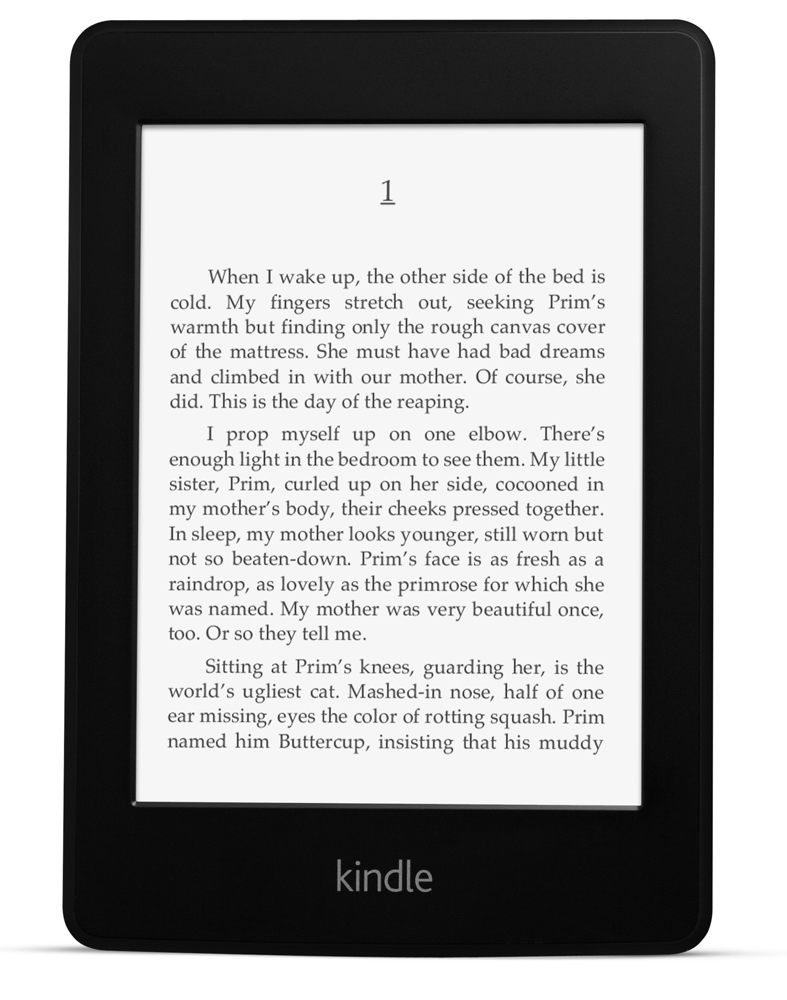 1
When I wake up, the other side of the bed is
cold. My fingers stretch out, seeking Prim's
warmth but finding only the rough canvas cover
of the mattress. She must have had bad dreams
and climbed in with our mother. Of course, she
did. This is the day of the reaping.
I prop myself up on one elbow. There's
enough light in the bedroom to see them. My little
sister, Prim, curled up on her side, cocooned in
my mother's body, their cheeks pressed together.
In sleep, my mother looks younger, still worn but
not so beaten-down. Prim's face is as fresh as a
raindrop, as lovely as the primrose for which she
was named. My mother was very beautiful once,
too. Or so they tell me.
Sitting at Prim's knees, guarding her, is the
world's ugliest cat. Mashed-in nose, half of one
ear missing, eyes the color of rotting squash. Prim
named him Buttercup, insisting that his muddy
kindle